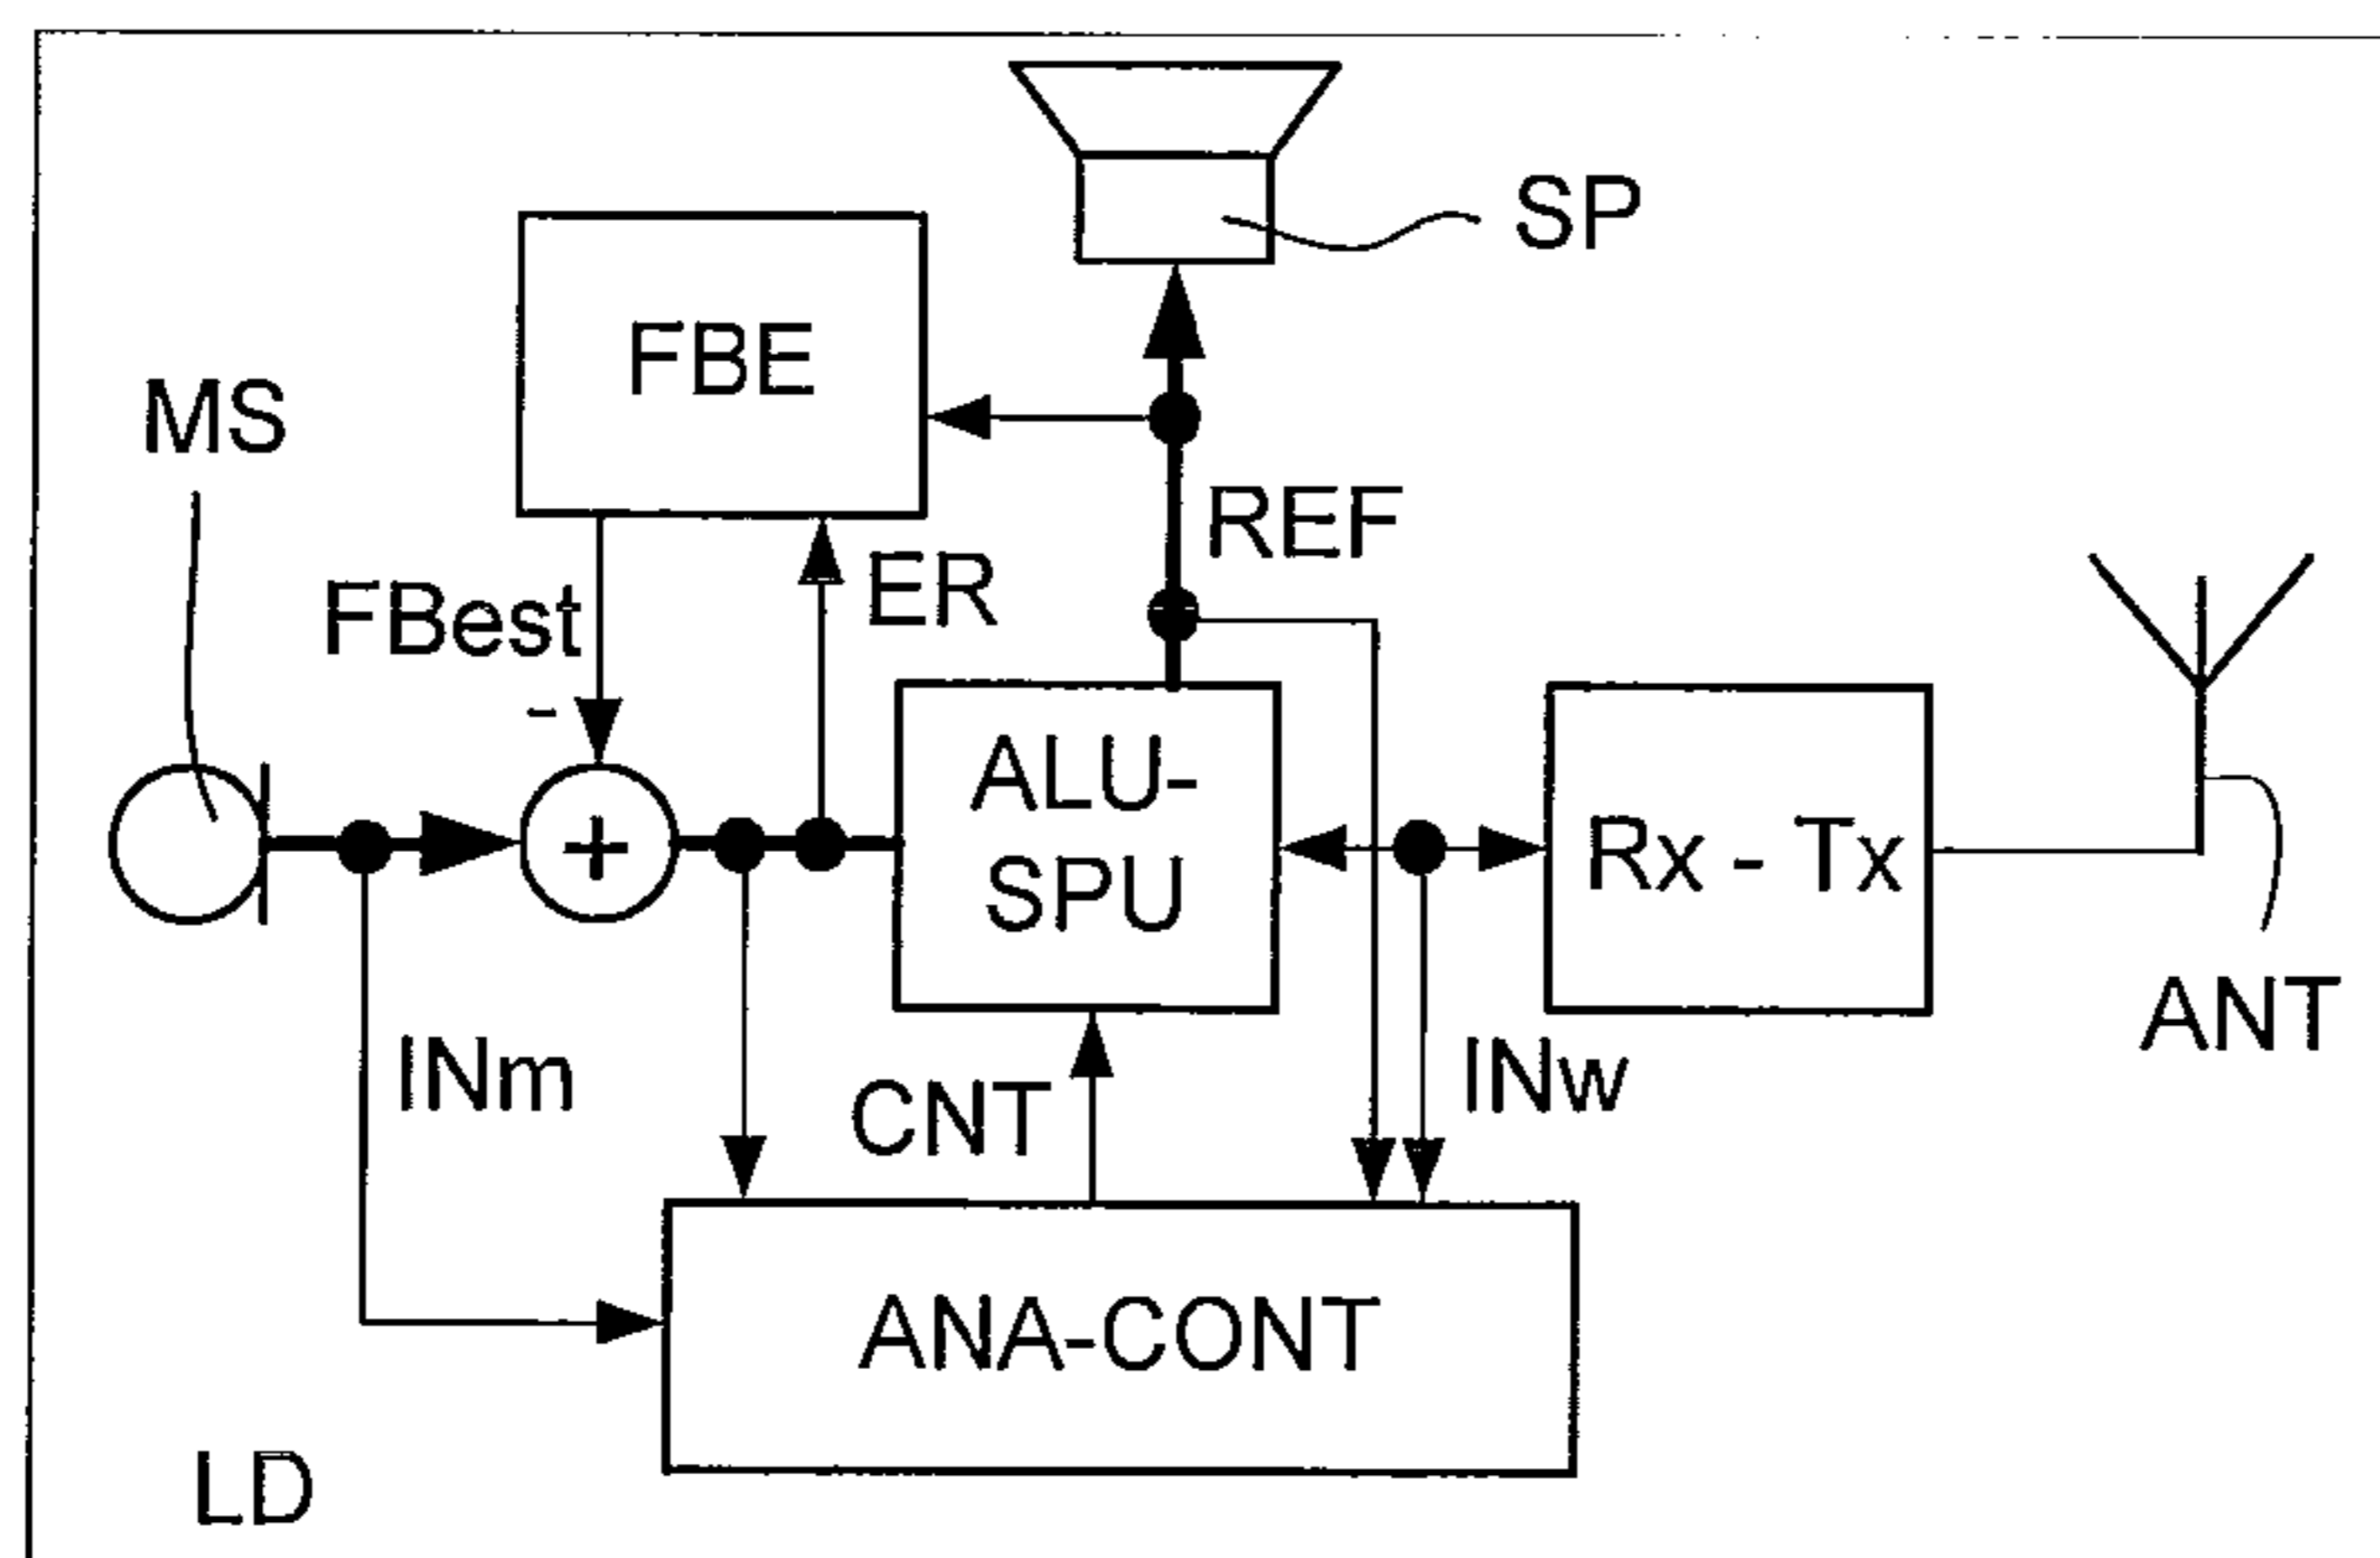 SP
FBE
MS
REF
ER
FBest
-
+
ALU-
SPU
Rx - Tx
ANT
INm
CNT
INw
ANA-CONT
LD